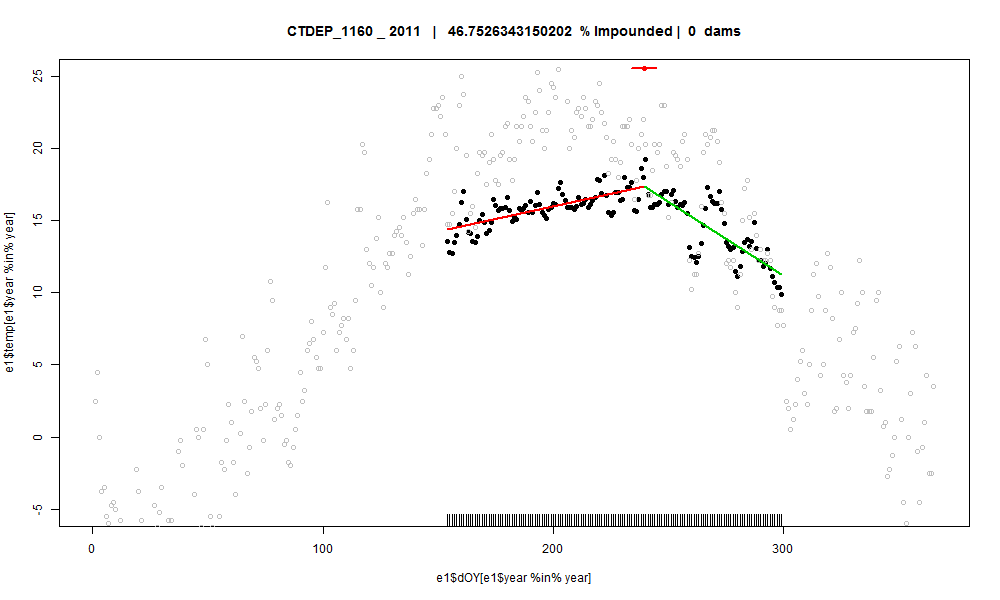 CTDEP_1160 _ 2011 | 46.7526343150202 % Impounded | 0 dams
e1$temp[e1$year %in% year]
25
20
15
10
5
0
-5
0 100 200 300
e1$dOY[e1$year %in% year]